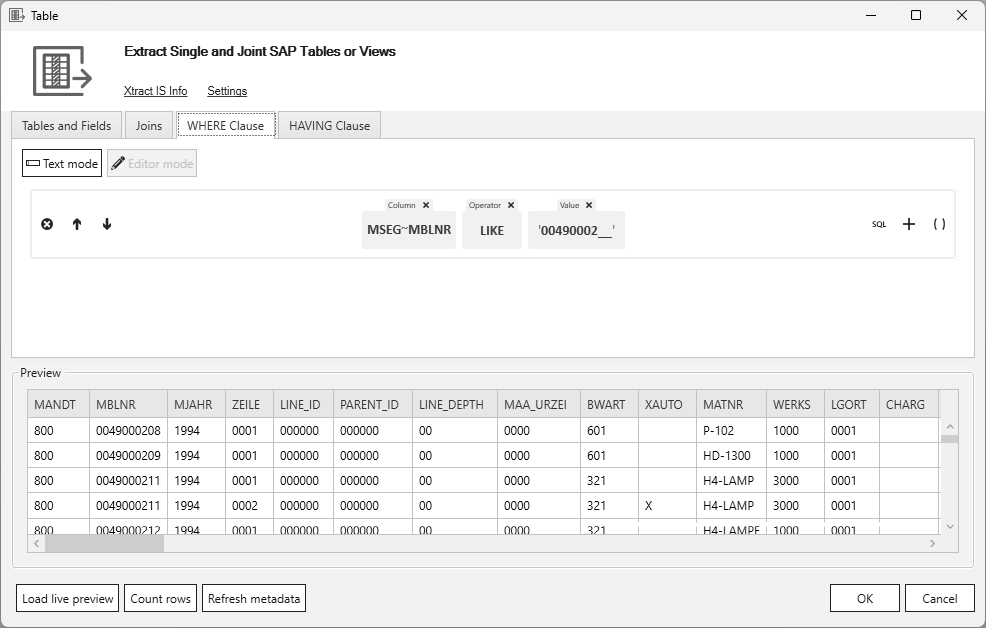 Table
Extract Single and Joint SAP Tables or Views
Xtract IS Info Settings
Tables and Fields Joins WHERE Clause HAVING Clause
Text mode Editor mode
Column Operator Value
MSEG~MBLNR LIKE '00490002__' SQL ( )
Preview
MANDT MBLNR MJAHR ZEILE LINE_ID PARENT_ID LINE_DEPTH MAA_URZEI BWART XAUTO MATNR WERKS LGORT CHARG
800 0049000208 1994 0001 000000 000000 00 0000 601 P-102 1000 0001
800 0049000209 1994 0001 000000 000000 00 0000 601 HD-1300 1000 0001
800 0049000211 1994 0001 000000 000000 00 0000 321 H4-LAMP 3000 0001
800 0049000211 1994 0002 000000 000000 00 0000 321 X H4-LAMP 3000 0001
800 0049000212 1994 0001 000000 000000 00 0000 321 H4-LAMPE 1000 0001
Load live preview Count rows Refresh metadata OK Cancel